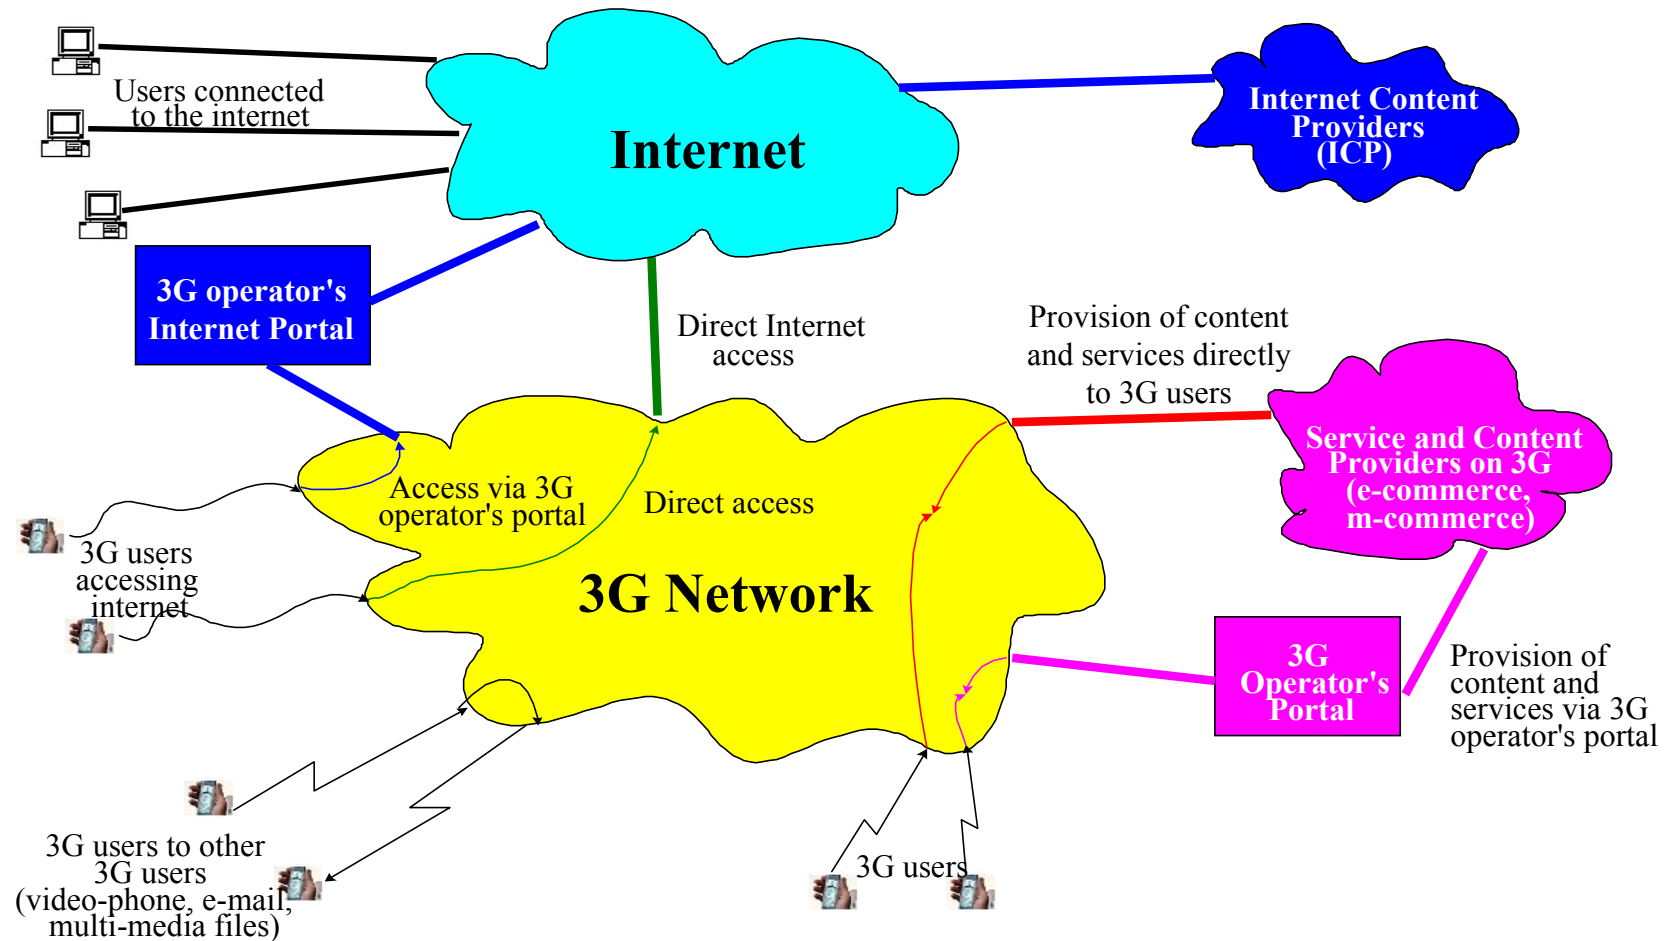 Users connected
to the internet
Internet
Internet Content
Providers
(ICP)
3G operator's
Internet Portal
Direct Internet
access
Provision of content
and services directly
to 3G users
Service and Content
Providers on 3G
(e-commerce,
m-commerce)
Access via 3G
operator's portal
Direct access
3G users
accessing
internet
3G Network
3G
Operator's
Portal
Provision of
content and
services via 3G
operator's portal
3G users to other
3G users
(video-phone, e-mail,
multi-media files)
3G users